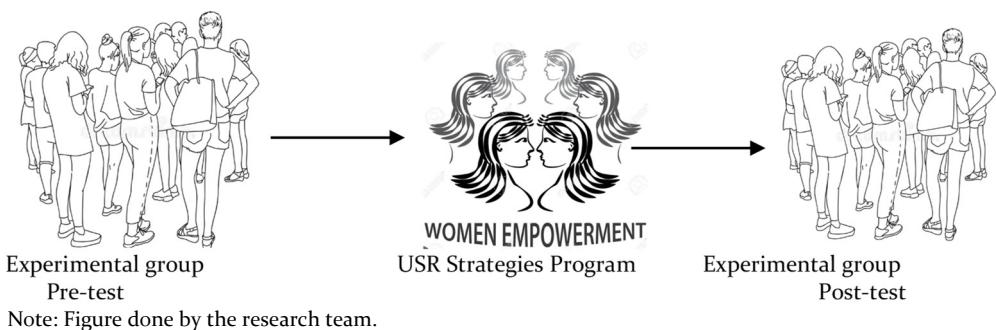 WOMEN EMPOWERMENT
Experimental group
Pre-test
USR Strategies Program
Experimental group
Post-test
Note: Figure done by the research team.